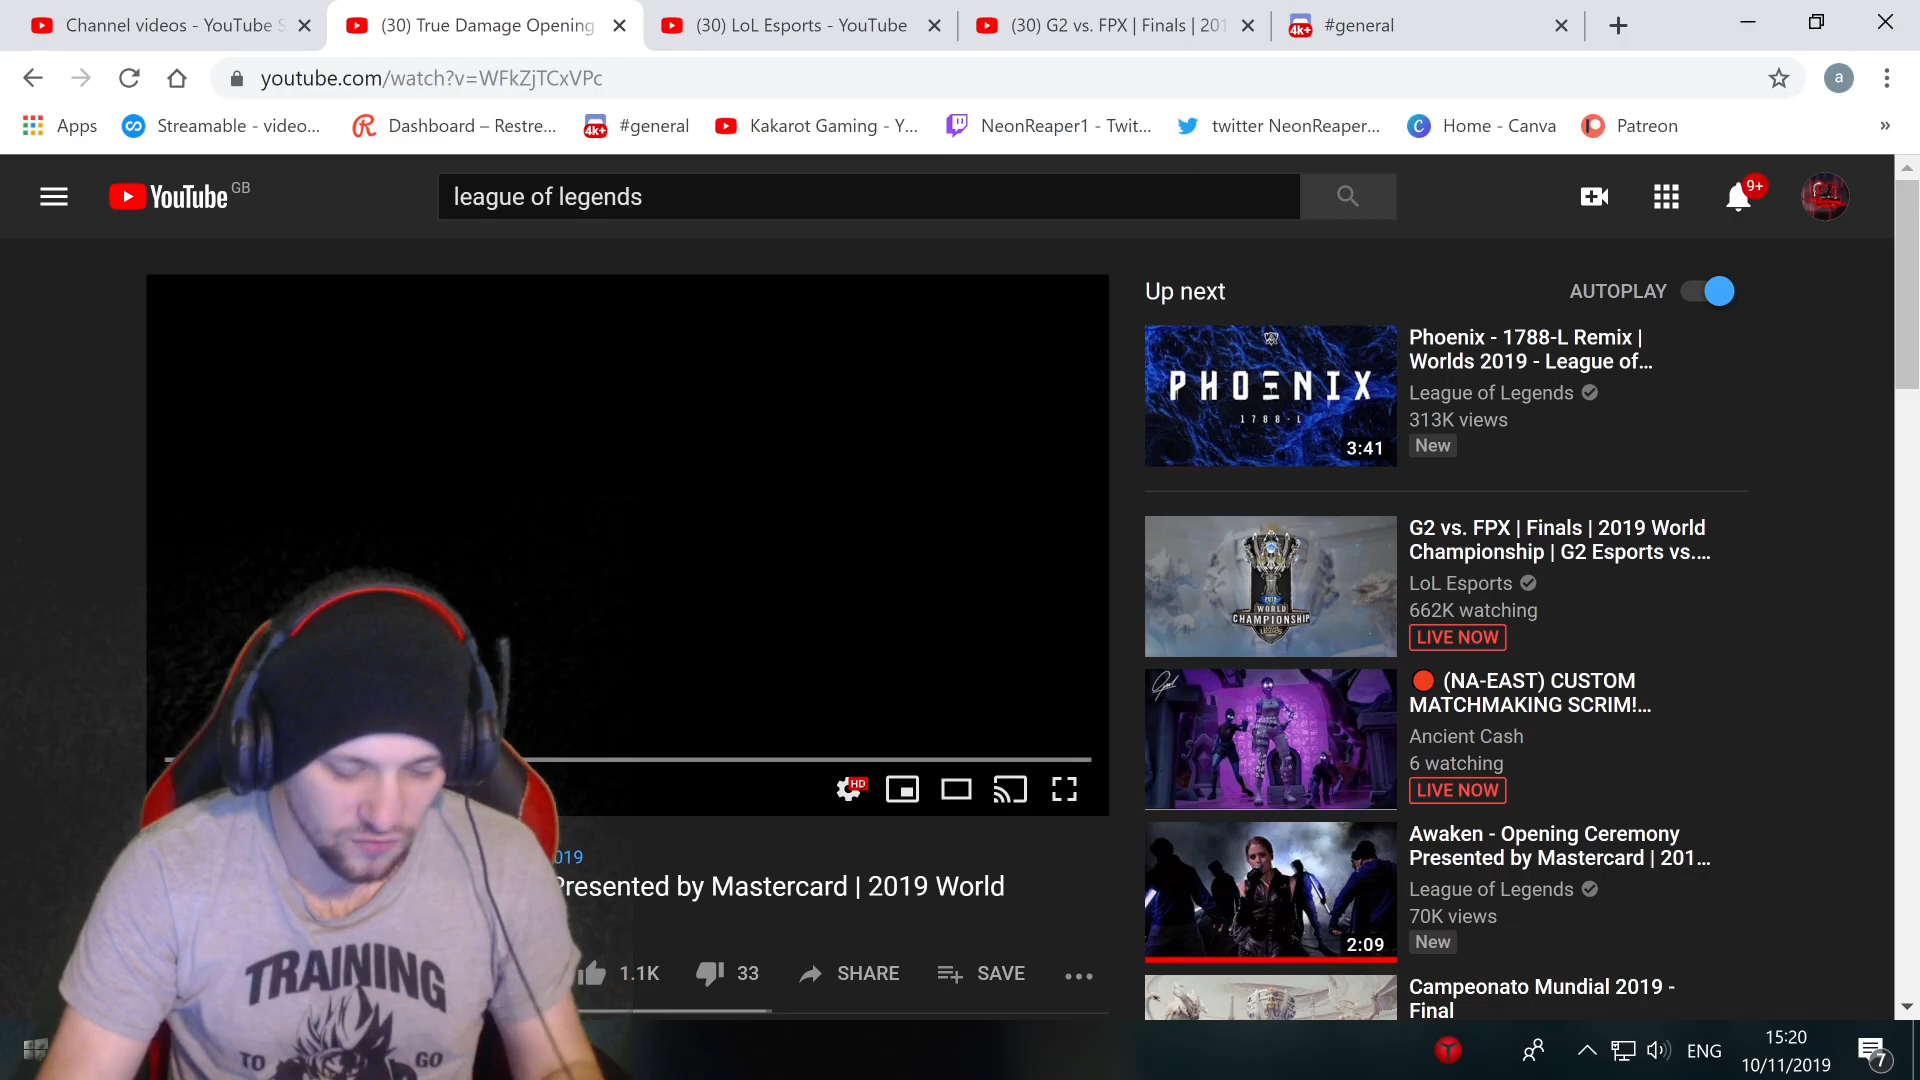 Channel videos - YouTube S
(30) True Damage Opening
(30) LoL Esports - YouTube
(30) G2 vs. FPX | Finals | 201
4k+
#general
youtube.com/watch?v=WFkZjTCxVPc
a
Apps
Streamable - video...
Dashboard – Restre...
4k+
#general
Kakarot Gaming - Y...
NeonReaper1 - Twit...
twitter NeonReaper...
Home - Canva
Patreon
»
YouTube GB
league of legends
9+
Up next
AUTOPLAY
PHOENIX
1788-L
3:41
Phoenix - 1788-L Remix |
Worlds 2019 - League of...
League of Legends
313K views
New
2019
WORLD
CHAMPIONSHIP
G2 vs. FPX | Finals | 2019 World
Championship | G2 Esports vs....
LoL Esports
662K watching
LIVE NOW
(NA-EAST) CUSTOM
MATCHMAKING SCRIM!...
Ancient Cash
6 watching
LIVE NOW
HD
2:09
Awaken - Opening Ceremony
Presented by Mastercard | 201...
League of Legends
70K views
New
019
Presented by Mastercard | 2019 World
1.1K
33
SHARE
SAVE
Campeonato Mundial 2019 -
Final
TRAINING
TO GO
ENG
15:20
10/11/2019
7